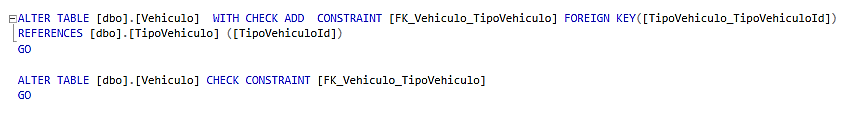 ALTER TABLE [dbo].[Vehiculo]  WITH CHECK ADD  CONSTRAINT [FK_Vehiculo_TipoVehiculo] FOREIGN KEY([TipoVehiculo_TipoVehiculoId])
REFERENCES [dbo].[TipoVehiculo] ([TipoVehiculoId])
GO
ALTER TABLE [dbo].[Vehiculo] CHECK CONSTRAINT [FK_Vehiculo_TipoVehiculo]
GO